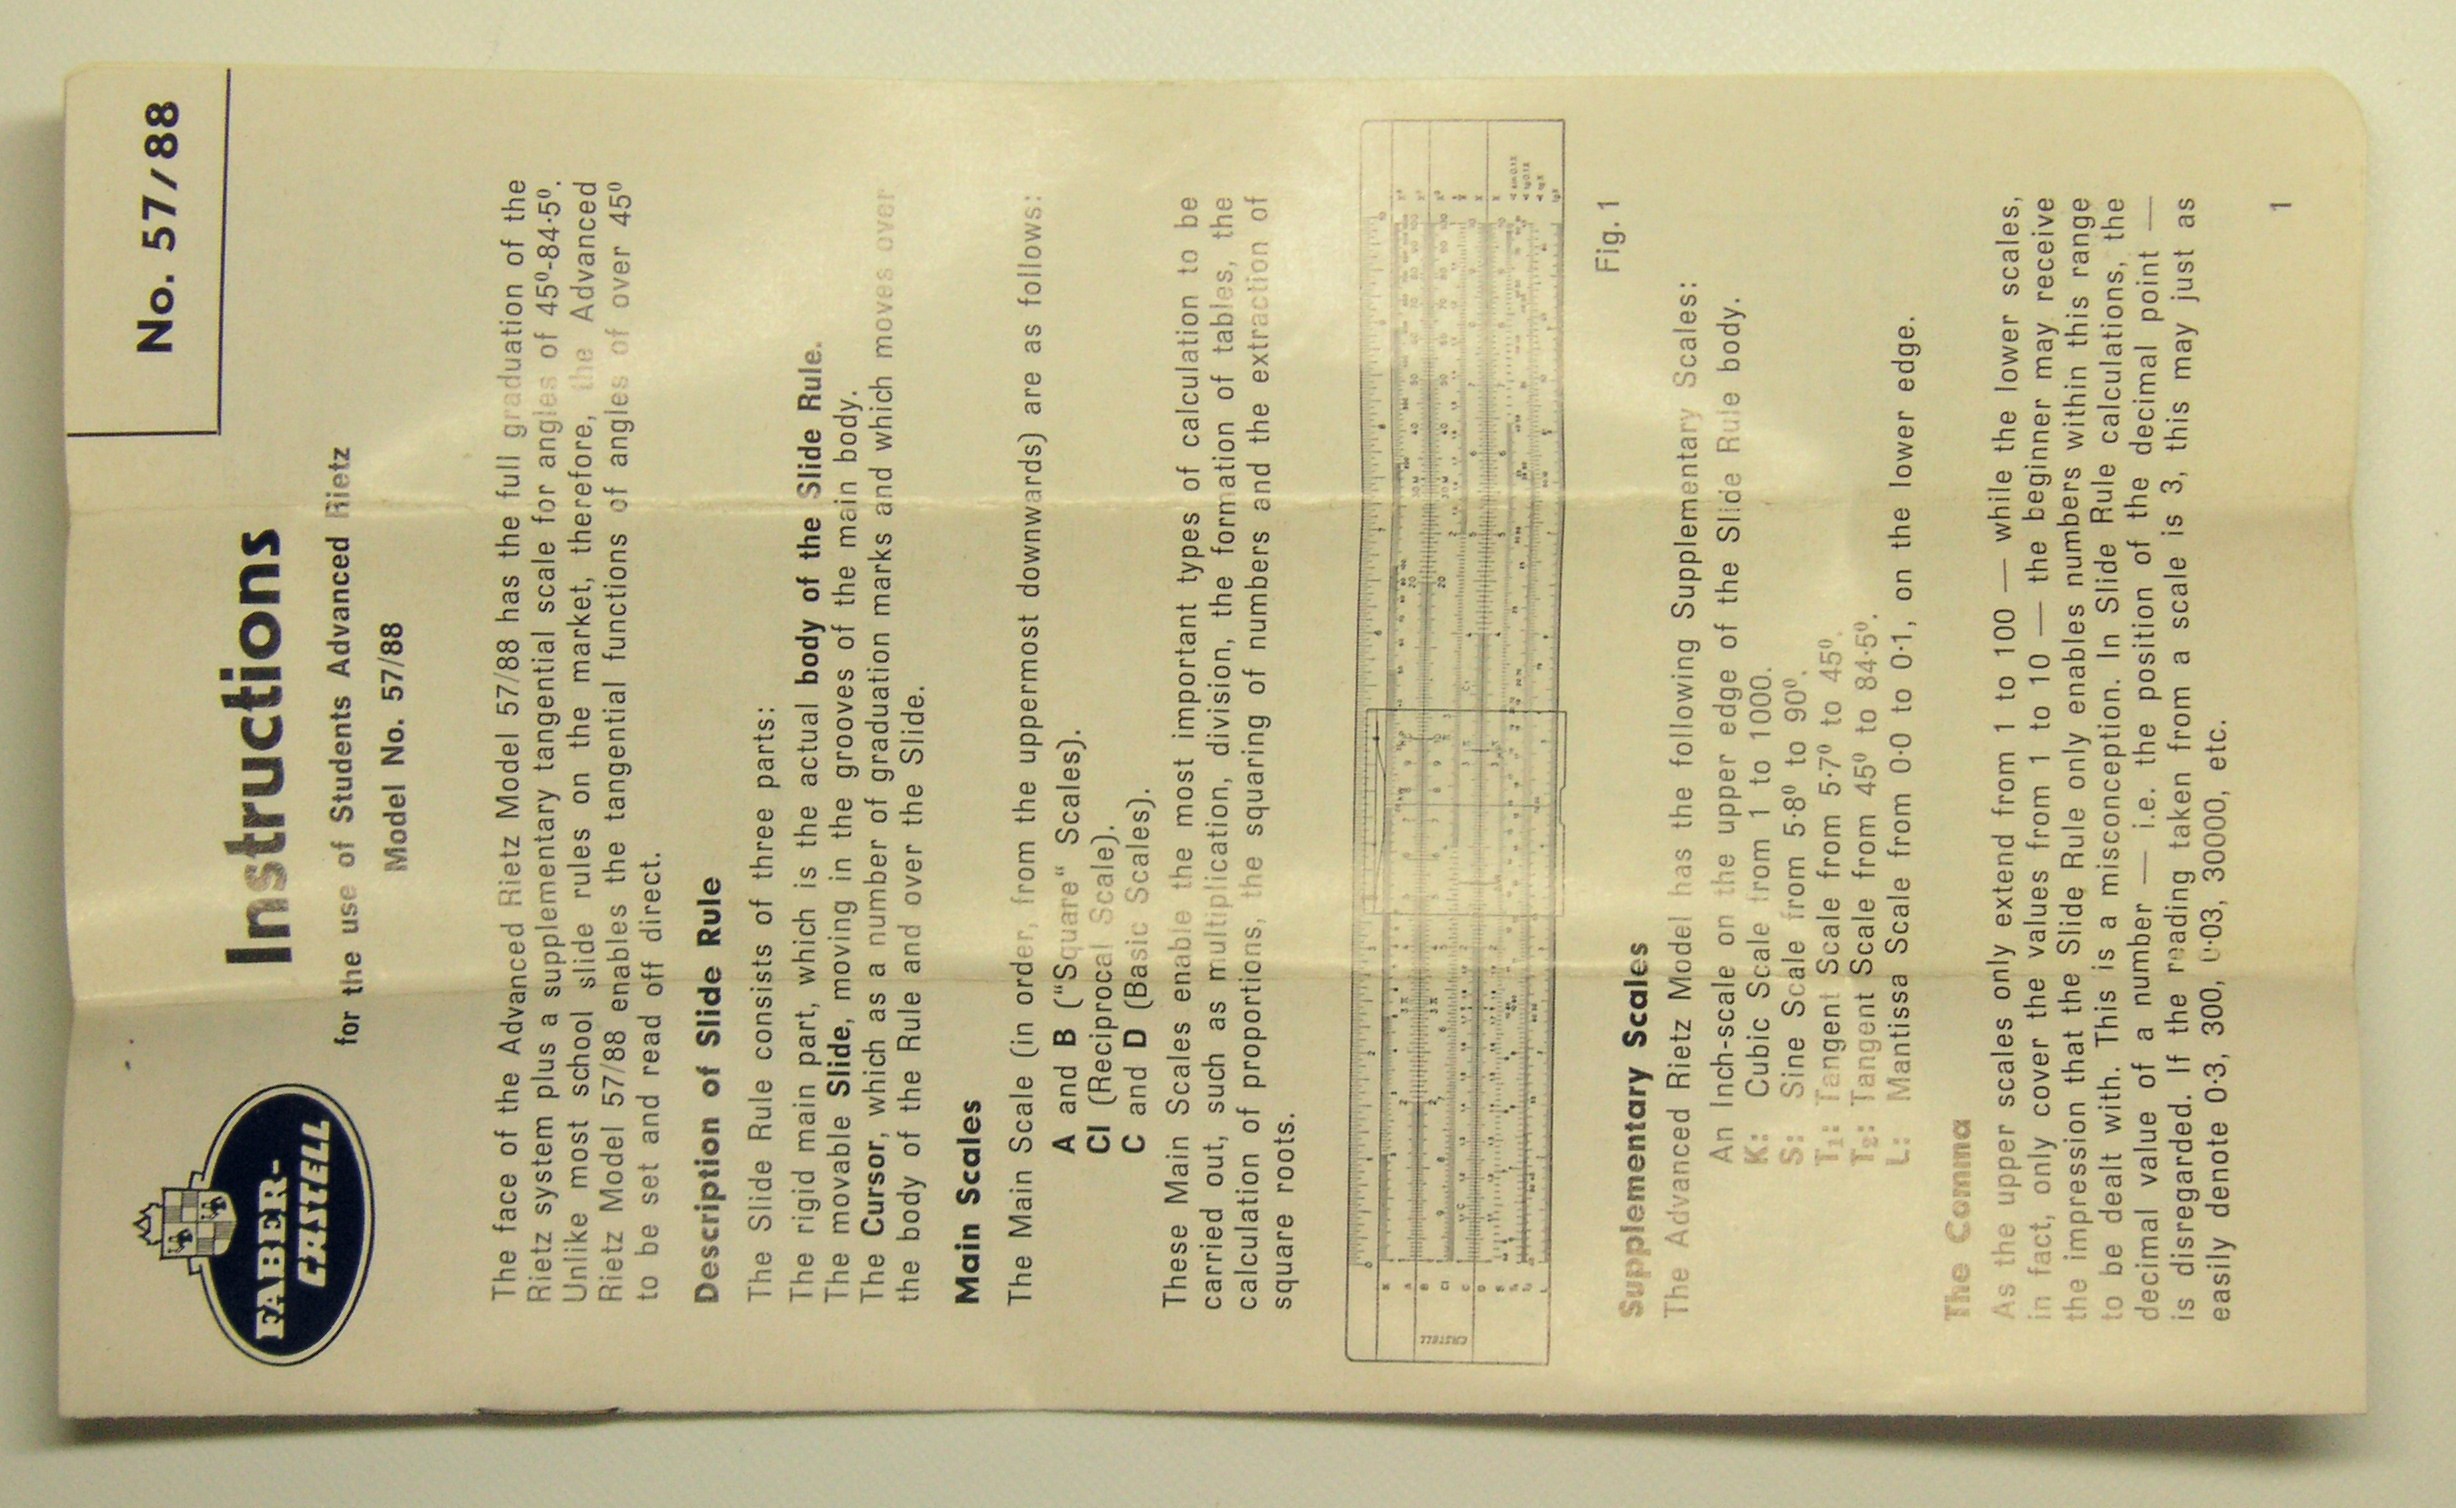 No. 57/88
FABER-
CASTELL
Instructions
for the use of Students Advanced Rietz
Model No. 57/88
The face of the Advanced Rietz Model 57/88 has the full graduation of the
Rietz system plus a supplementary tangential scale for angles of 45⁰-84·5⁰.
Unlike most school slide rules on the market, therefore, the Advanced
Rietz Model 57/88 enables the tangential functions of angles of over 45⁰
to be set and read off direct.
Description of Slide Rule
The Slide Rule consists of three parts:
The rigid main part, which is the actual body of the Slide Rule.
The movable Slide, moving in the grooves of the main body.
The Cursor, which as a number of graduation marks and which moves over
the body of the Rule and over the Slide.
Main Scales
The Main Scale (in order, from the uppermost downwards) are as follows:
A and B (“Square“ Scales).
CI (Reciprocal Scale).
C and D (Basic Scales).
These Main Scales enable the most important types of calculation to be
carried out, such as multiplication, division, the formation of tables, the
calculation of proportions, the squaring of numbers and the extraction of
square roots.
CASTELL
Fig. 1
Supplementary Scales
The Advanced Rietz Model has the following Supplementary Scales:
An Inch-scale on the upper edge of the Slide Rule body.
K: Cubic Scale from 1 to 1000.
S: Sine Scale from 5·8⁰ to 90⁰.
T₁: Tangent Scale from 5·7⁰ to 45⁰.
T₂: Tangent Scale from 45⁰ to 84·5⁰.
L: Mantissa Scale from 0·0 to 0·1, on the lower edge.
The Comma
As the upper scales only extend from 1 to 100 — while the lower scales,
in fact, only cover the values from 1 to 10 — the beginner may receive
the impression that the Slide Rule only enables numbers within this range
to be dealt with. This is a misconception. In Slide Rule calculations, the
decimal value of a number — i.e. the position of the decimal point —
is disregarded. If the reading taken from a scale is 3, this may just as
easily denote 0·3, 300, 0·03, 30000, etc.
1